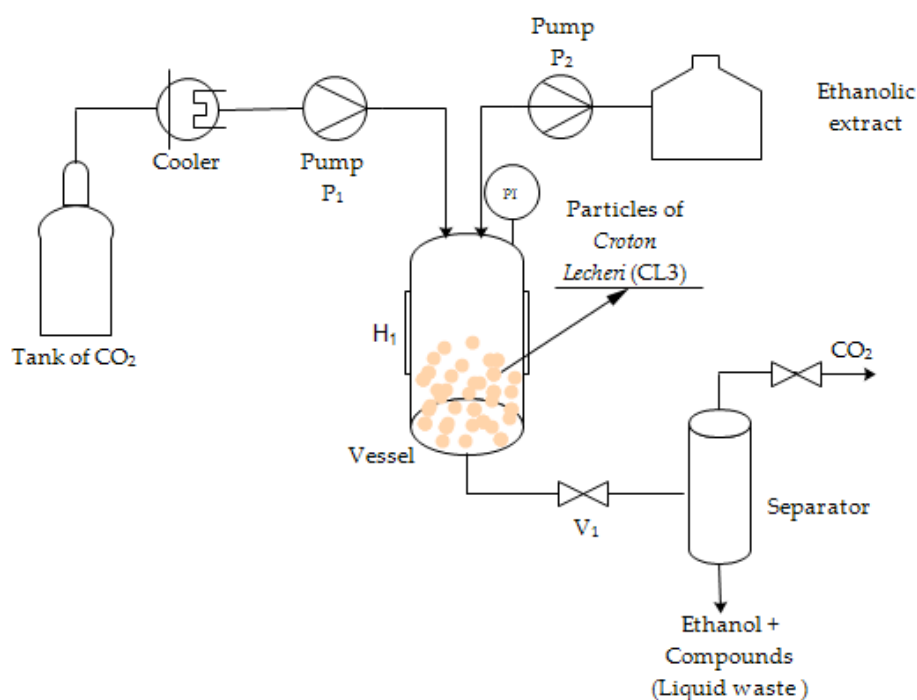 Pump
P2
Ethanolic
extract
Cooler
Pump
P1
PI
Particles of
Croton
Lecheri (CL3)
Tank of CO2
H1
CO2
Vessel
V1
Separator
Ethanol +
Compounds
(Liquid waste )